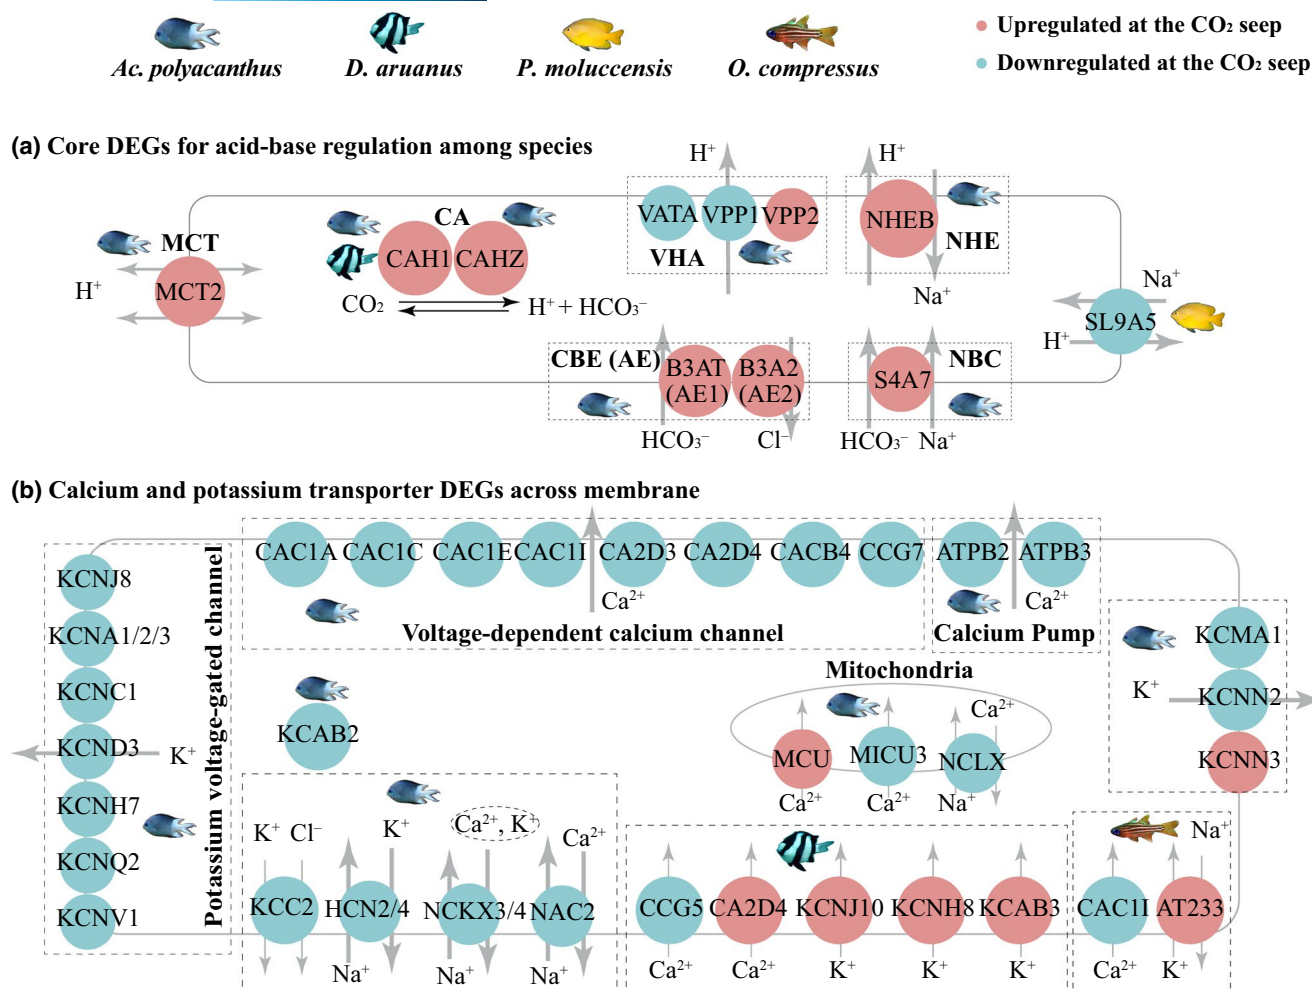 Ac. polyacanthus
D. aruanus
P. moluccensis
O. compressus
Upregulated at the CO₂ seep
Downregulated at the CO₂ seep
(a) Core DEGs for acid-base regulation among species
H⁺
H⁺
VATA
VPP1
VPP2
VHA
NHEB
NHE
Na⁺
MCT
MCT2
H⁺
CA
CAH1
CAHZ
CO₂
H⁺ + HCO₃⁻
Na⁺
SL9A5
H⁺
CBE (AE)
B3AT
(AE1)
B3A2
(AE2)
HCO₃⁻
Cl⁻
S4A7
NBC
HCO₃⁻
Na⁺
(b) Calcium and potassium transporter DEGs across membrane
KCNJ8
KCNA1/2/3
KCNC1
KCND3
K⁺
KCNH7
KCNQ2
KCNV1
Potassium voltage-gated channel
CAC1A
CAC1C
CAC1E
CAC1I
CA2D3
CA2D4
CACB4
CCG7
Ca²⁺
Voltage-dependent calcium channel
ATPB2
ATPB3
Ca²⁺
Calcium Pump
KCMA1
K⁺
KCNN2
KCNN3
KCAB2
Mitochondria
Ca²⁺
MCU
MICU3
NCLX
Ca²⁺
Ca²⁺
Na⁺
K⁺
Cl⁻
K⁺
Ca²⁺, K⁺
Ca²⁺
KCC2
HCN2/4
NCKX3/4
NAC2
Na⁺
Na⁺
Na⁺
CCG5
CA2D4
KCNJ10
KCNH8
KCAB3
Ca²⁺
Ca²⁺
K⁺
K⁺
K⁺
Na⁺
CAC1I
AT233
Ca²⁺
K⁺